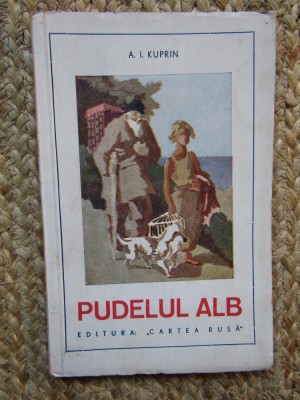 A. I. KUPRIN
PUDELUL ALB
EDITURA: „CARTEA RUSĂ"